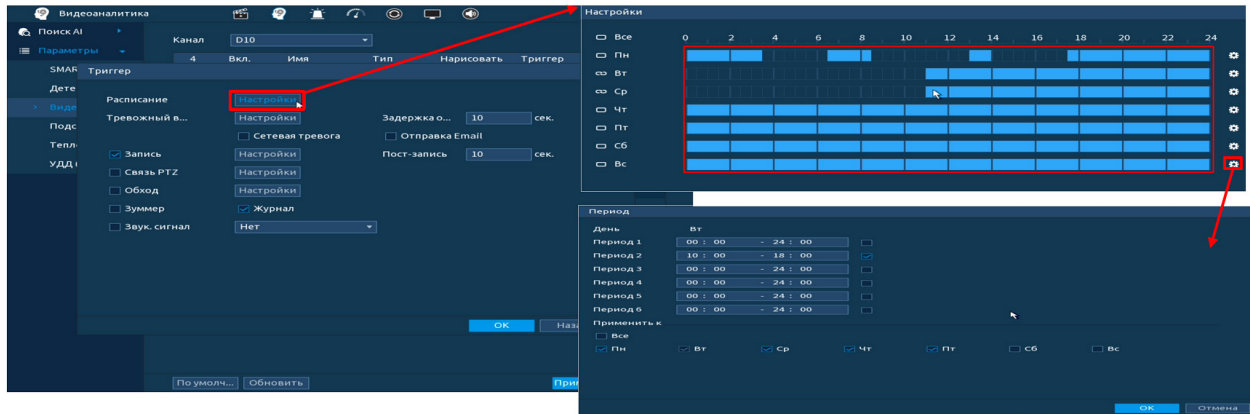 Видеоаналитика
Поиск AI
Параметры
SMAR
Дете
Виде
Подс
Тепл
УДД
Канал D10
4 Вкл. Имя Тип Нарисовать Триггер
Триггер
Расписание Настройки
Тревожный в... Настройки Задержка о... 10 сек.
Сетевая тревога Отправка Email
Запись Настройки Пост-запись 10 сек.
Связь PTZ Настройки
Обход Настройки
Зуммер Журнал
Звук. сигнал Нет
OK Наза
По умолч... Обновить При
Настройки
Все 0 2 4 6 8 10 12 14 16 18 20 22 24
Пн
Вт
Ср
Чт
Пт
Сб
Вс
Период
День Вт
Период 1 00 : 00 - 24 : 00
Период 2 10 : 00 - 18 : 00
Период 3 00 : 00 - 24 : 00
Период 4 00 : 00 - 24 : 00
Период 5 00 : 00 - 24 : 00
Период 6 00 : 00 - 24 : 00
Применить к
Все
Пн Вт Ср Чт Пт Сб Вс
OK Отмена